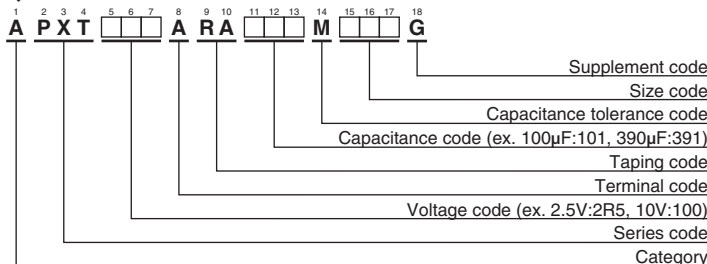 1 2 3 4 5 6 7 8 9 10 11 12 13 14 15 16 17 18
A PXT A RA M G
Supplement code
Size code
Capacitance tolerance code
Capacitance code (ex. 100µF:101, 390µF:391)
Taping code
Terminal code
Voltage code (ex. 2.5V:2R5, 10V:100)
Series code
Category